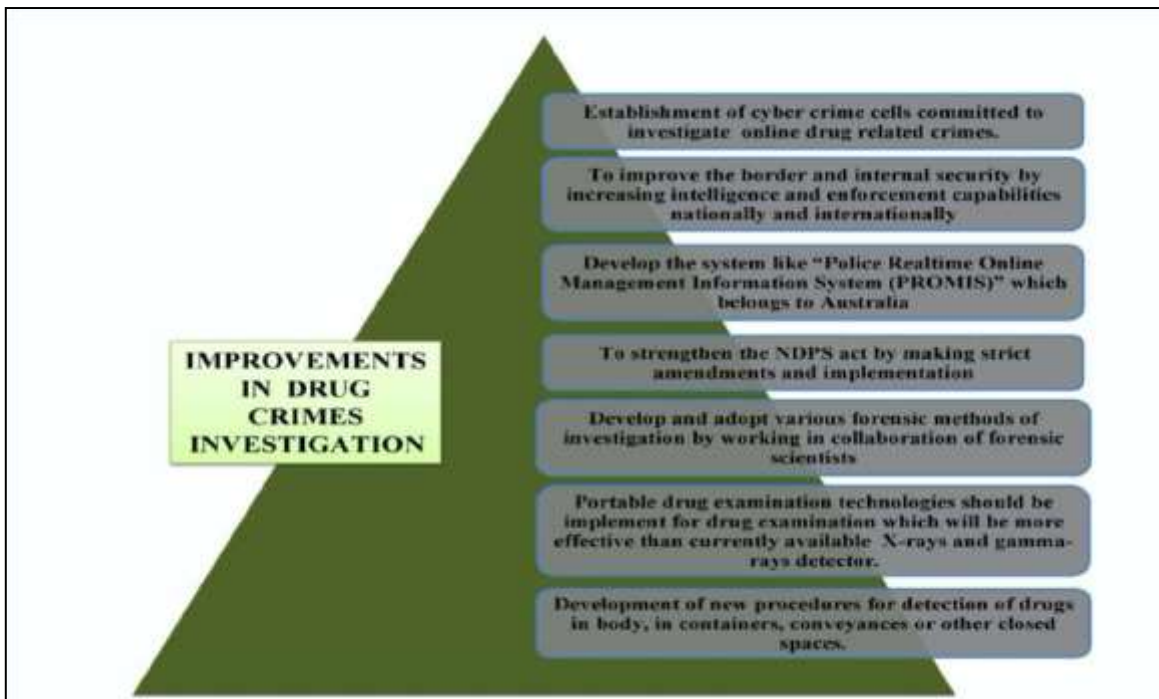 Establishment of cyber crime cells committed to
investigate online drug related crimes.
To improve the border and internal security by
increasing intelligence and enforcement capabilities
nationally and internationally
Develop the system like “Police Realtime Online
Management Information System (PROMIS)” which
belongs to Australia
IMPROVEMENTS
IN DRUG
CRIMES
INVESTIGATION
To strengthen the NDPS act by making strict
amendments and implementation
Develop and adopt various forensic methods of
investigation by working in collaboration of forensic
scientists
Portable drug examination technologies should be
implement for drug examination which will be more
effective than currently available X-rays and gamma-
rays detector.
Development of new procedures for detection of drugs
in body, in containers, conveyances or other closed
spaces.